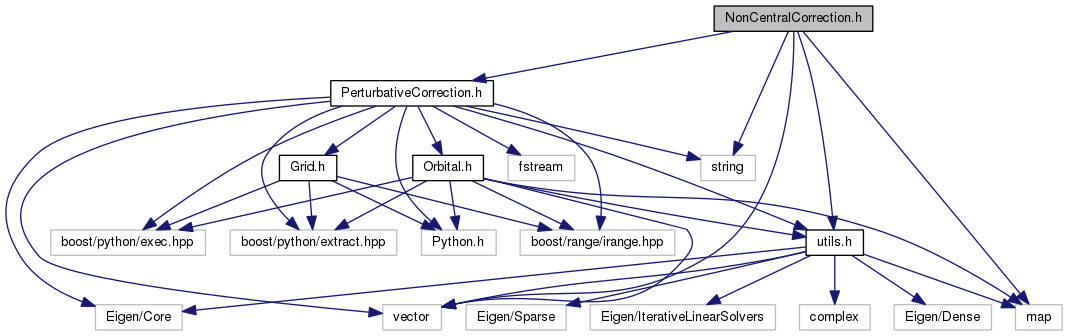 NonCentralCorrection.h
PerturbativeCorrection.h
Grid.h
Orbital.h
fstream
string
boost/python/exec.hpp
boost/python/extract.hpp
Python.h
boost/range/irange.hpp
utils.h
Eigen/Core
vector
Eigen/Sparse
Eigen/IterativeLinearSolvers
complex
Eigen/Dense
map